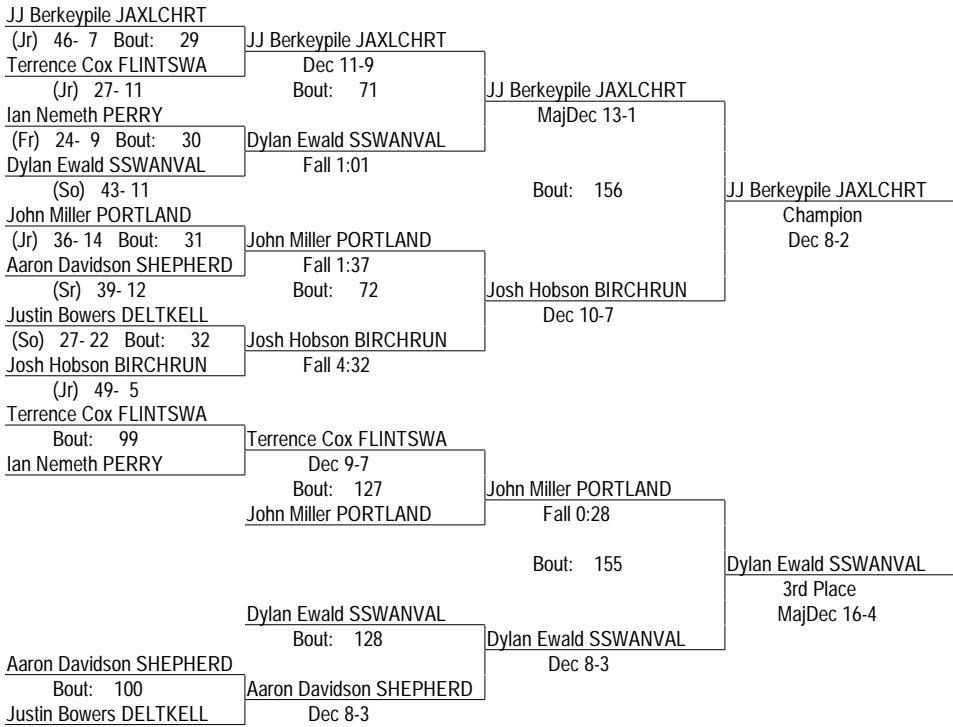 JJ Berkeypile JAXLCHRT
(Jr) 46- 7 Bout: 29 JJ Berkeypile JAXLCHRT
Terrence Cox FLINTSWA Dec 11-9
(Jr) 27- 11 Bout: 71 JJ Berkeypile JAXLCHRT
Ian Nemeth PERRY MajDec 13-1
(Fr) 24- 9 Bout: 30 Dylan Ewald SSWANVAL
Dylan Ewald SSWANVAL Fall 1:01
(So) 43- 11 Bout: 156 JJ Berkeypile JAXLCHRT
John Miller PORTLAND Champion
(Jr) 36- 14 Bout: 31 John Miller PORTLAND Dec 8-2
Aaron Davidson SHEPHERD Fall 1:37
(Sr) 39- 12 Bout: 72 Josh Hobson BIRCHRUN
Justin Bowers DELTKELL Dec 10-7
(So) 27- 22 Bout: 32 Josh Hobson BIRCHRUN
Josh Hobson BIRCHRUN Fall 4:32
(Jr) 49- 5
Terrence Cox FLINTSWA
Bout: 99 Terrence Cox FLINTSWA
Ian Nemeth PERRY Dec 9-7
Bout: 127 John Miller PORTLAND
John Miller PORTLAND Fall 0:28
Bout: 155 Dylan Ewald SSWANVAL
3rd Place
Dylan Ewald SSWANVAL MajDec 16-4
Bout: 128 Dylan Ewald SSWANVAL
Aaron Davidson SHEPHERD Dec 8-3
Bout: 100 Aaron Davidson SHEPHERD
Justin Bowers DELTKELL Dec 8-3